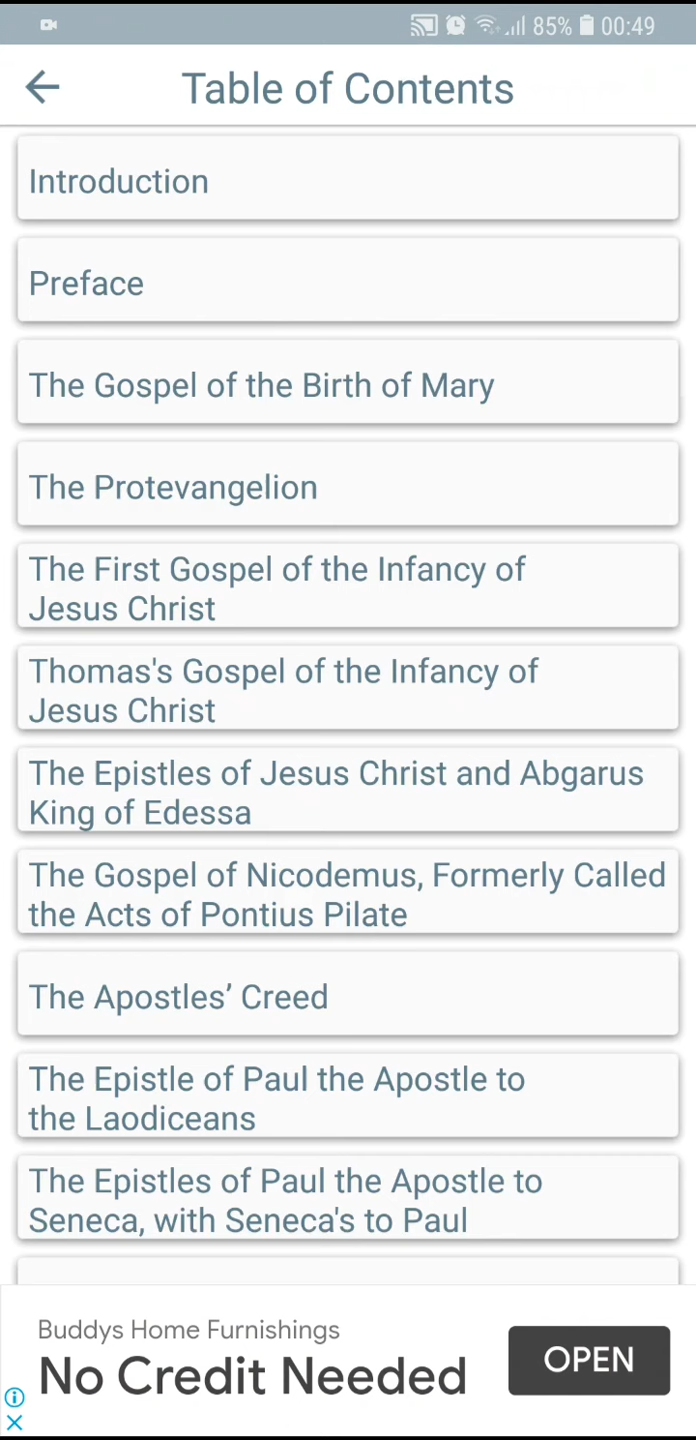 85% 00:49
Table of Contents
Introduction
Preface
The Gospel of the Birth of Mary
The Protevangelion
The First Gospel of the Infancy of
Jesus Christ
Thomas's Gospel of the Infancy of
Jesus Christ
The Epistles of Jesus Christ and Abgarus
King of Edessa
The Gospel of Nicodemus, Formerly Called
the Acts of Pontius Pilate
The Apostles’ Creed
The Epistle of Paul the Apostle to
the Laodiceans
The Epistles of Paul the Apostle to
Seneca, with Seneca's to Paul
Buddys Home Furnishings
No Credit Needed
OPEN